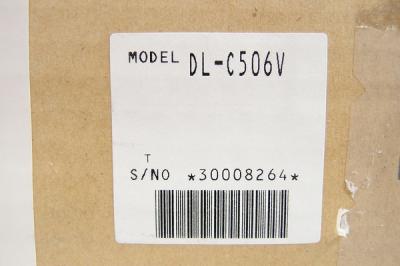 MODEL DL-C506V
T
S/NO *30008264*